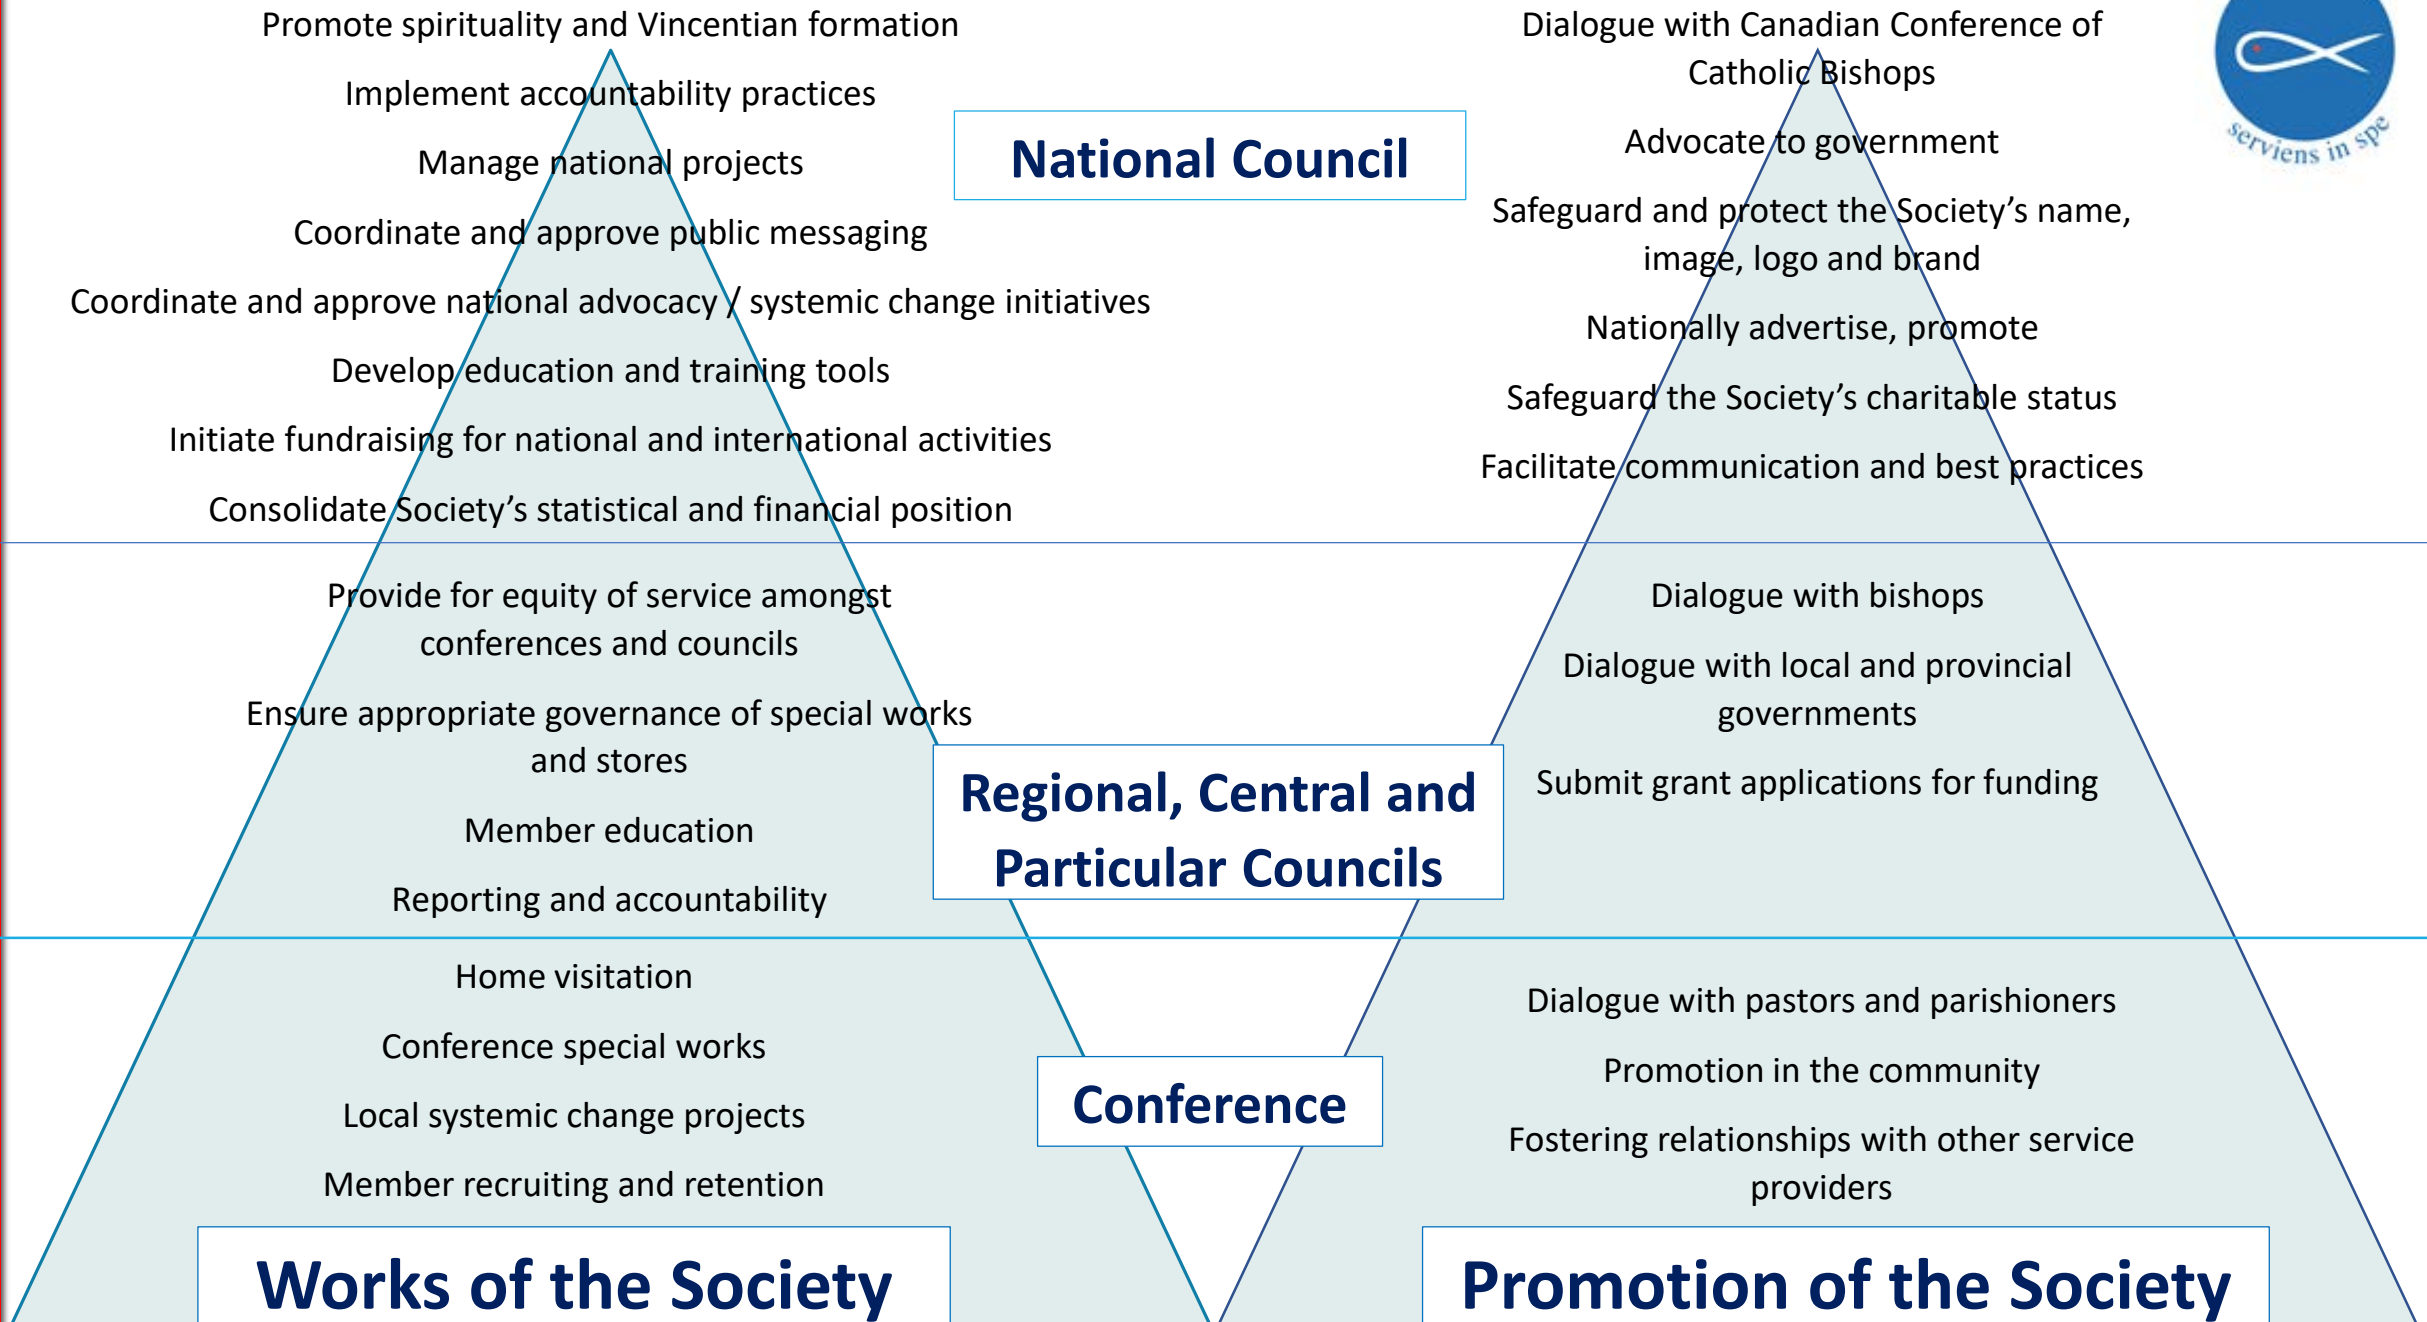 Promote spirituality and Vincentian formation
Implement accountability practices
Manage national projects
Coordinate and approve public messaging
Coordinate and approve national advocacy / systemic change initiatives
Develop education and training tools
Initiate fundraising for national and international activities
Consolidate Society’s statistical and financial position
National Council
Dialogue with Canadian Conference of
Catholic Bishops
Advocate to government
Safeguard and protect the Society’s name,
image, logo and brand
Nationally advertise, promote
Safeguard the Society’s charitable status
Facilitate communication and best practices
serviens in spe
Provide for equity of service amongst
conferences and councils
Ensure appropriate governance of special works
and stores
Member education
Reporting and accountability
Regional, Central and
Particular Councils
Dialogue with bishops
Dialogue with local and provincial
governments
Submit grant applications for funding
Home visitation
Conference special works
Local systemic change projects
Member recruiting and retention
Conference
Dialogue with pastors and parishioners
Promotion in the community
Fostering relationships with other service
providers
Works of the Society
Promotion of the Society